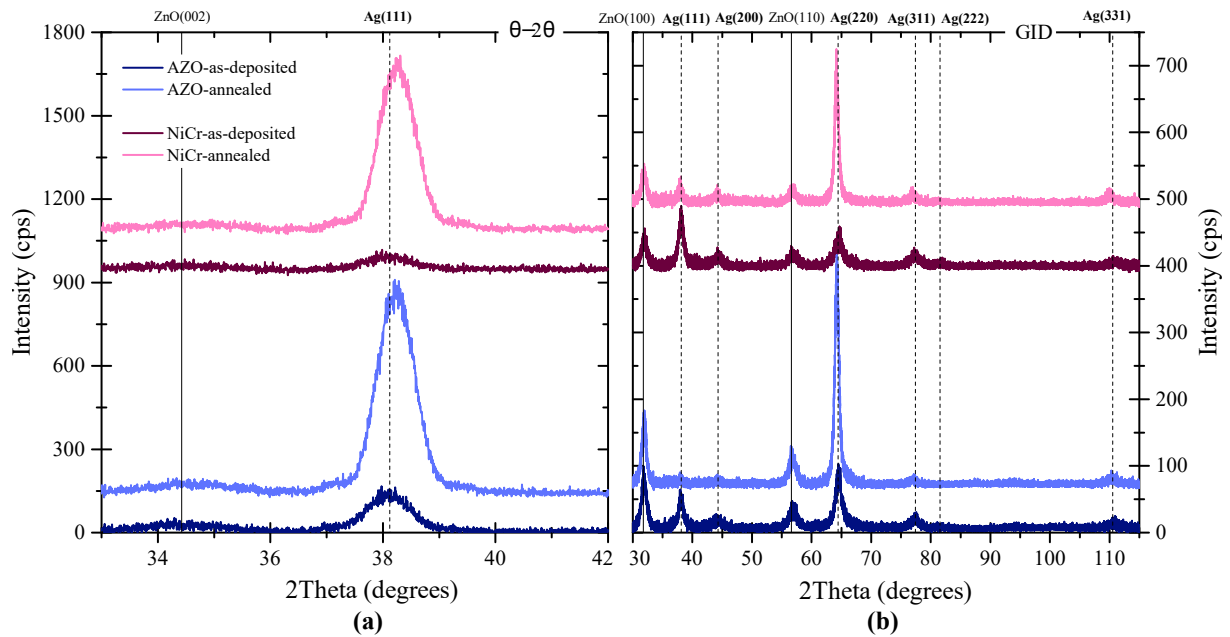 ZnO(002) Ag(111)
θ–2θ
1800
1500
1200
900
600
300
0
Intensity (cps)
AZO-as-deposited
AZO-annealed
NiCr-as-deposited
NiCr-annealed
34 36 38 40 42
2Theta (degrees)
(a)
ZnO(100) Ag(111) Ag(200) ZnO(110) Ag(220) Ag(311) Ag(222) Ag(331)
GID
700
600
500
400
300
200
100
0
Intensity (cps)
30 40 50 60 70 80 90 100 110
2Theta (degrees)
(b)